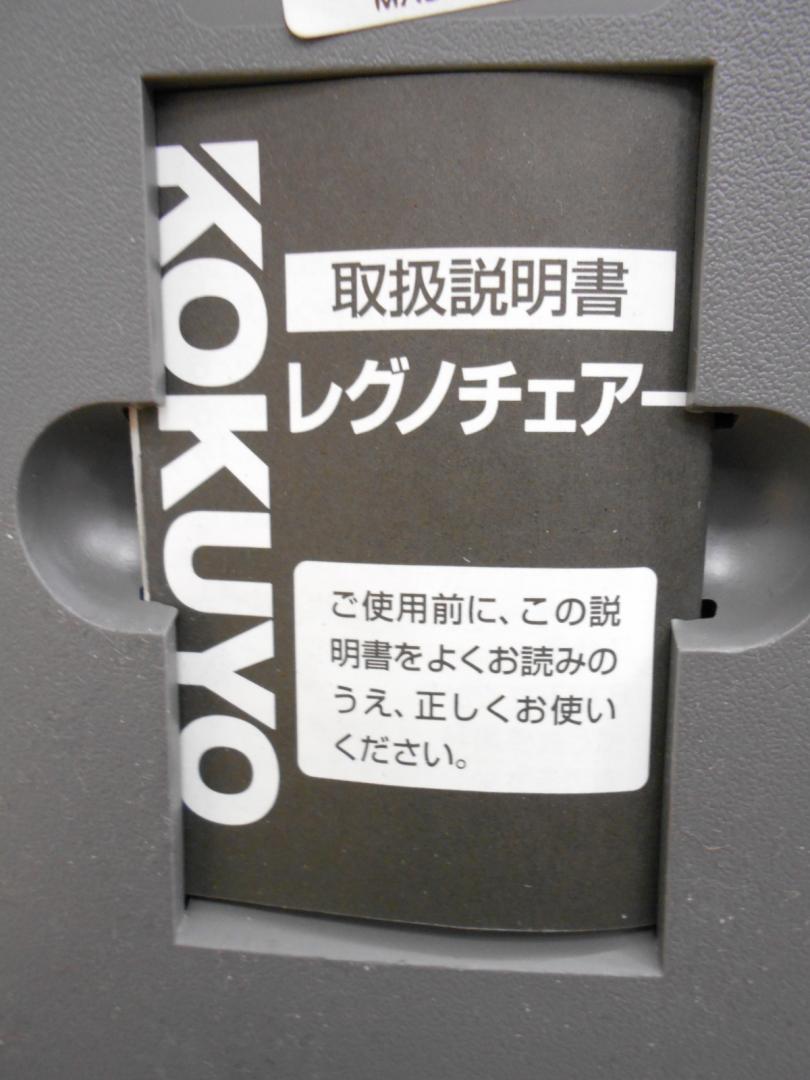 KOKUYO
取扱説明書
レグノチェアー
ご使用前に、この説
明書をよくお読みの
うえ、正しくお使い
ください。